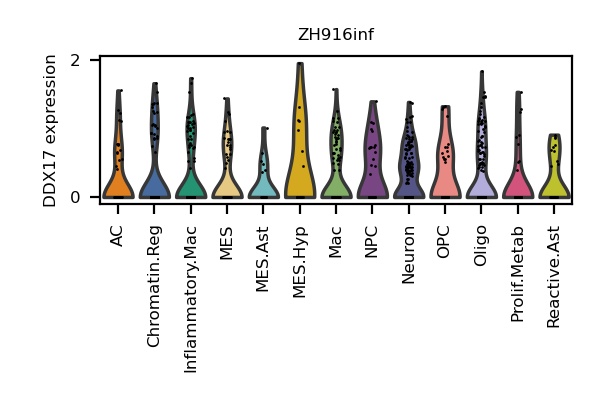 ZH916inf
DDX17 expression
2
0
AC
Chromatin.Reg
Inflammatory.Mac
MES
MES.Ast
MES.Hyp
Mac
NPC
Neuron
OPC
Oligo
Prolif.Metab
Reactive.Ast